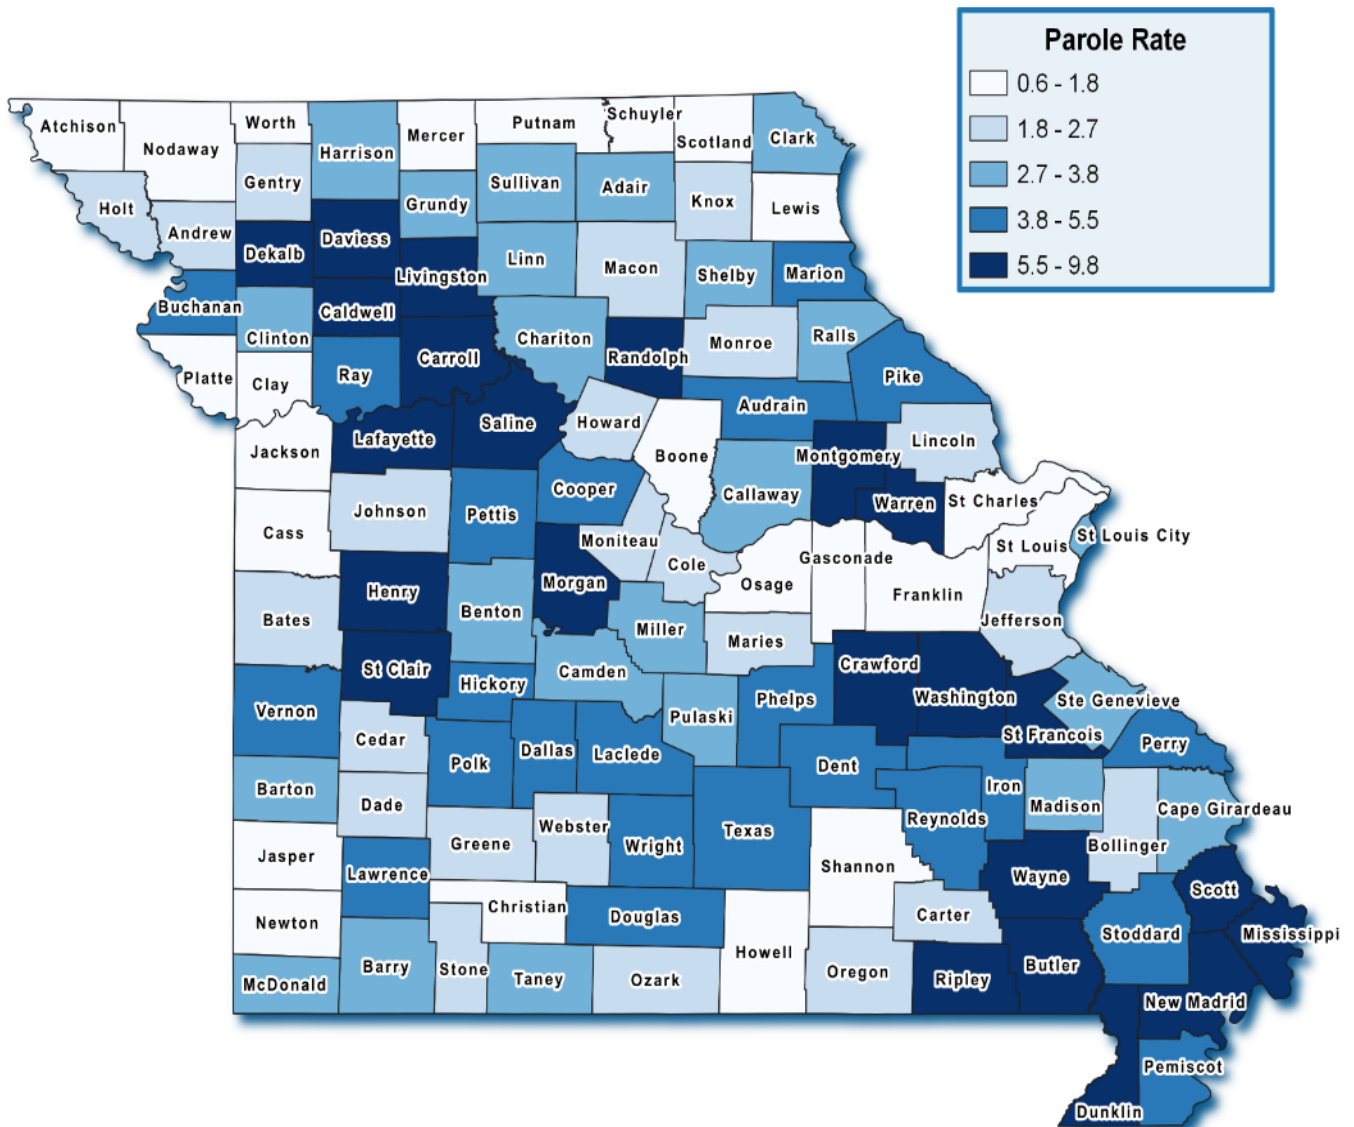 Parole Rate
0.6 - 1.8
1.8 - 2.7
2.7 - 3.8
3.8 - 5.5
5.5 - 9.8
Atchison
Nodaway
Worth
Harrison
Mercer
Putnam
Schuyler
Scotland
Clark
Holt
Andrew
Gentry
Grundy
Sullivan
Adair
Knox
Lewis
Dekalb
Daviess
Livingston
Linn
Macon
Shelby
Marion
Buchanan
Clinton
Caldwell
Chariton
Randolph
Monroe
Ralls
Platte
Clay
Ray
Carroll
Pike
Audrain
Jackson
Lafayette
Saline
Howard
Boone
Callaway
Montgomery
Lincoln
Warren
St Charles
St Louis
St Louis City
Cass
Johnson
Pettis
Cooper
Moniteau
Cole
Osage
Gasconade
Franklin
Jefferson
Bates
Henry
Benton
Morgan
Miller
Maries
St Clair
Hickory
Camden
Pulaski
Phelps
Crawford
Washington
St Francois
Ste Genevieve
Perry
Vernon
Cedar
Polk
Dallas
Laclede
Dent
Iron
Madison
Cape Girardeau
Barton
Dade
Greene
Webster
Wright
Texas
Reynolds
Bollinger
Jasper
Lawrence
Christian
Douglas
Shannon
Wayne
Scott
Newton
Howell
Carter
Stoddard
Mississippi
McDonald
Barry
Stone
Taney
Ozark
Oregon
Ripley
Butler
New Madrid
Pemiscot
Dunklin